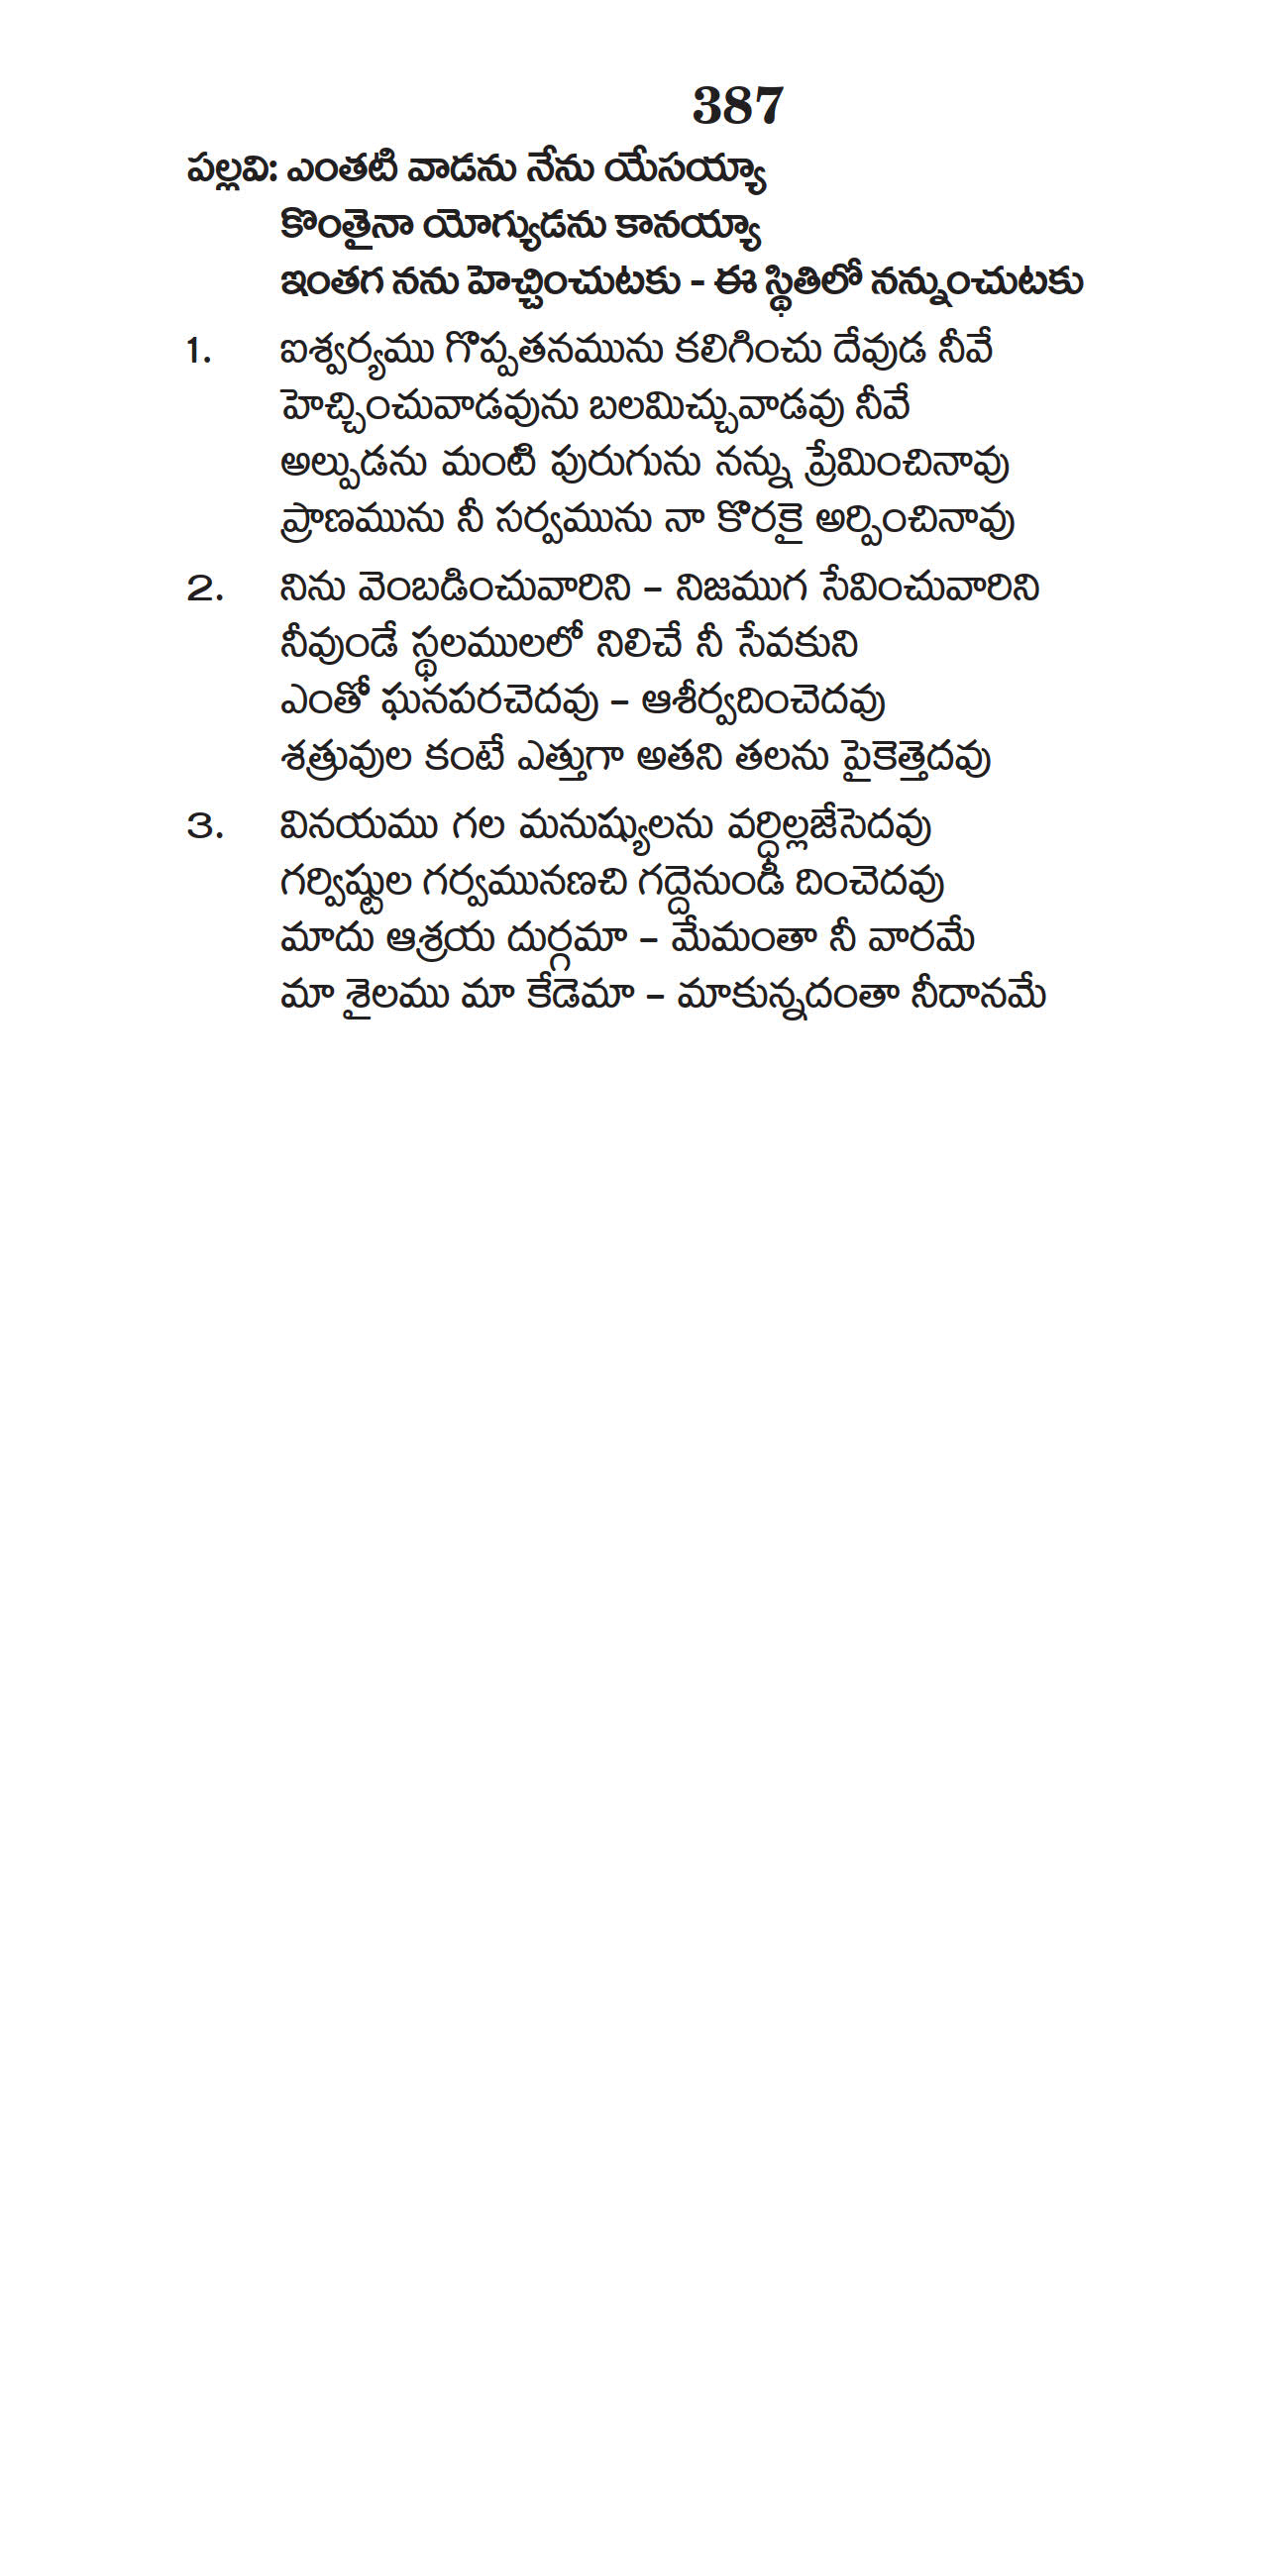 387
పల్లవి: ఎంతటి వాడను నేను యేసయ్యా
కొంతైనా యోగ్యుడను కానయ్యా
ఇంతగ నను హెచ్చించుటకు - ఈ స్థితిలో నన్నుంచుటకు
1. ఐశ్వర్యము గొప్పతనమును కలిగించు దేవుడ నీవే
హెచ్చించువాడవును బలమిచ్చువాడవు నీవే
అల్పుడను మంటి పురుగును నన్ను ప్రేమించినావు
ప్రాణమును నీ సర్వమును నా కొరకై అర్పించినావు
2. నిను వెంబడించువారిని – నిజముగ సేవించువారిని
నీవుండే స్థలములలో నిలిచే నీ సేవకుని
ఎంతో ఘనపరచెదవు – ఆశీర్వదించెదవు
శత్రువుల కంటే ఎత్తుగా అతని తలను పైకెత్తెదవు
3. వినయము గల మనుష్యులను వర్ధిల్లజేసెదవు
గర్విష్టుల గర్వమునణచి గద్దెనుండి దించెదవు
మాదు ఆశ్రయ దుర్గమా – మేమంతా నీ వారమే
మా శైలము మా కేడెమా – మాకున్నదంతా నీదానమే